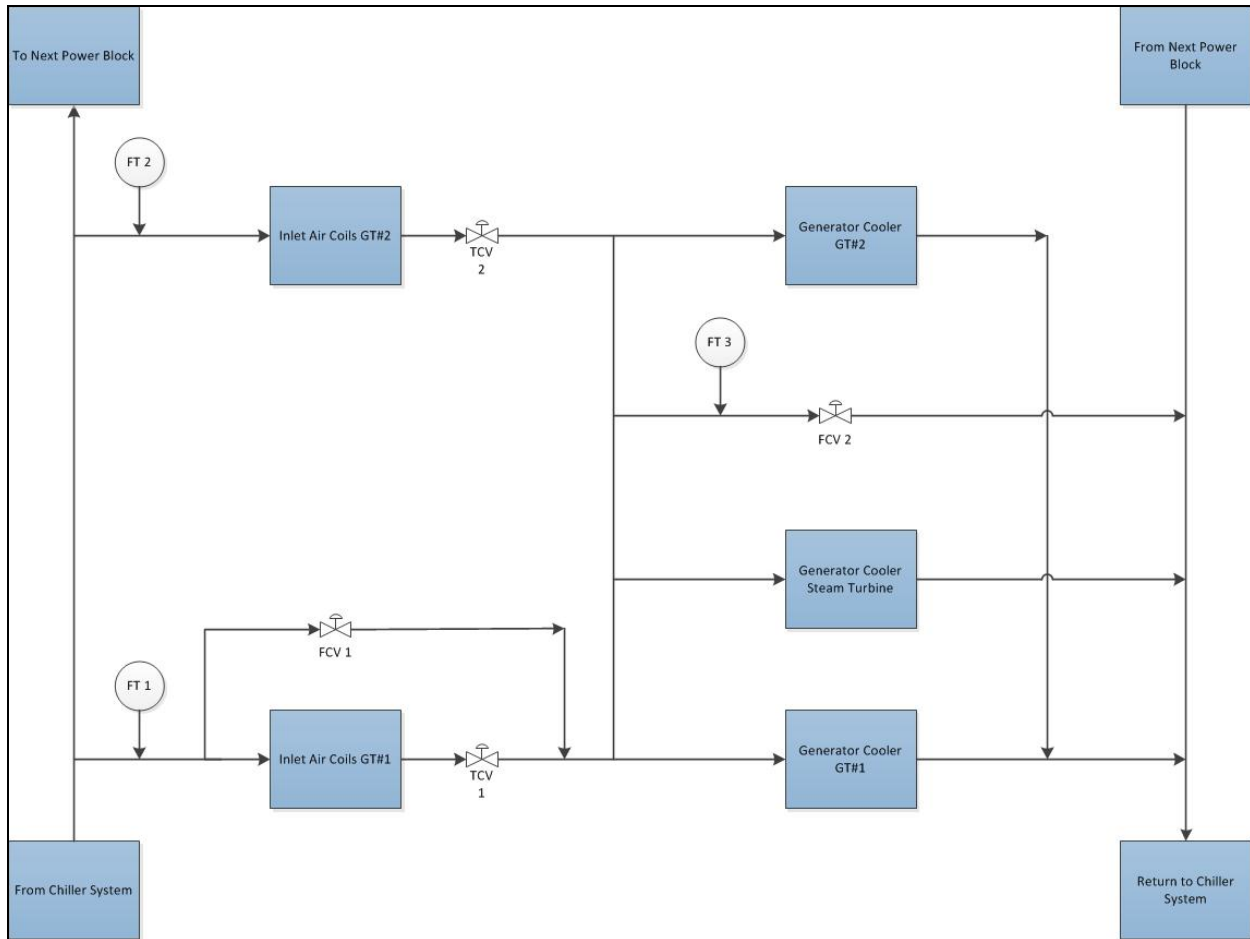 To Next Power Block
From Next Power
Block
FT 2
Inlet Air Coils GT#2
TCV
2
Generator Cooler
GT#2
FT 3
FCV 2
Generator Cooler
Steam Turbine
FCV 1
FT 1
Inlet Air Coils GT#1
TCV
1
Generator Cooler
GT#1
From Chiller System
Return to Chiller
System